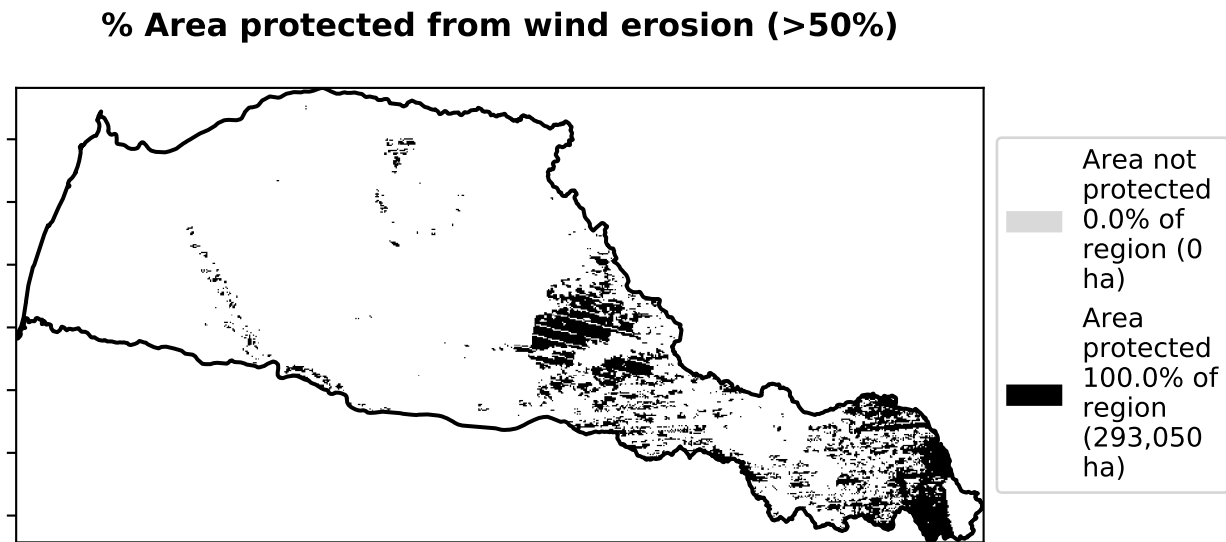 % Area protected from wind erosion (>50%)
Area not
protected
0.0% of
region (0
ha)
Area
protected
100.0% of
region
(293,050
ha)